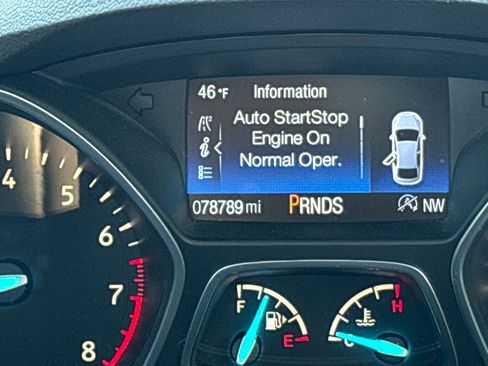 46°F Information
Auto StartStop
Engine On
Normal Oper.
i
078789 mi PRNDS NW
4
5
6
7
8
F
E
H
C